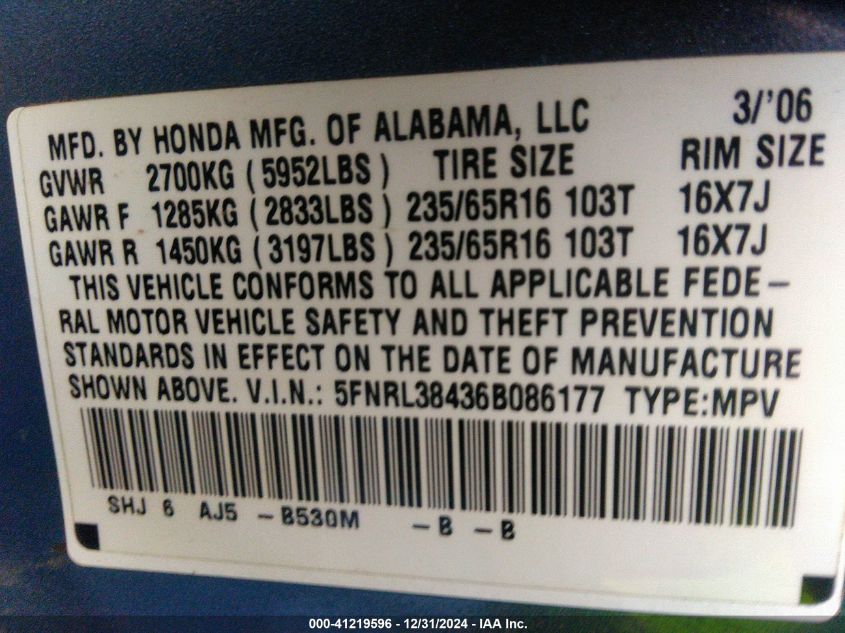 MFD. BY HONDA MFG. OF ALABAMA, LLC 3/'06
GVWR 2700KG (5952LBS) TIRE SIZE RIM SIZE
GAWR F 1285KG (2833LBS) 235/65R16 103T 16X7J
GAWR R 1450KG (3197LBS) 235/65R16 103T 16X7J
THIS VEHICLE CONFORMS TO ALL APPLICABLE FEDE-
RAL MOTOR VEHICLE SAFETY AND THEFT PREVENTION
STANDARDS IN EFFECT ON THE DATE OF MANUFACTURE
SHOWN ABOVE. V.I.N.: 5FNRL38436B086177 TYPE:MPV
SHJ 6 AJ5 -B530M -B -B
000-41219596 - 12/31/2024 - IAA Inc.